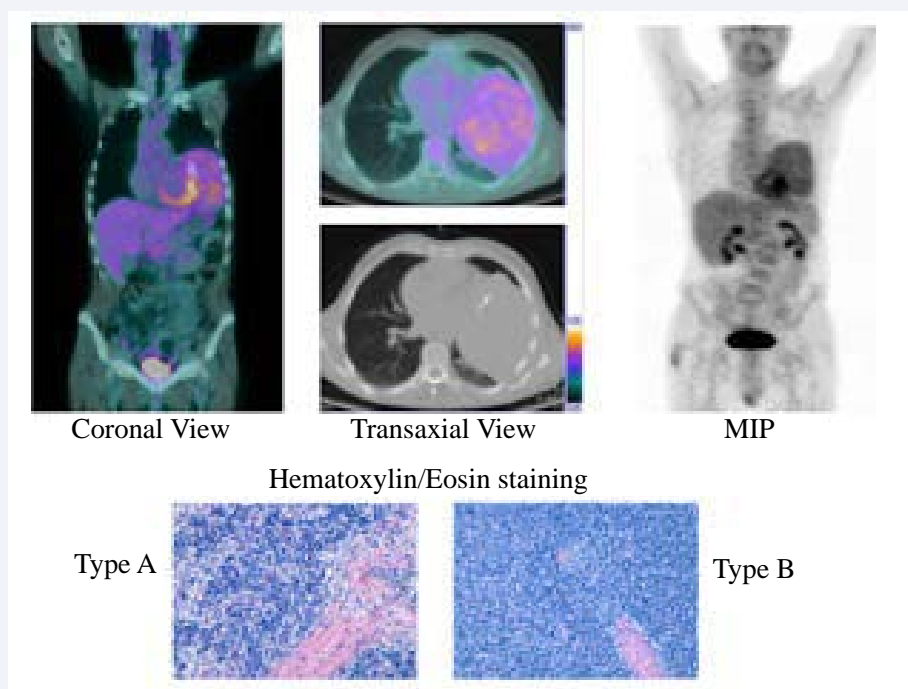 Coronal View
Transaxial View
MIP
Hematoxylin/Eosin staining
Type A
Type B